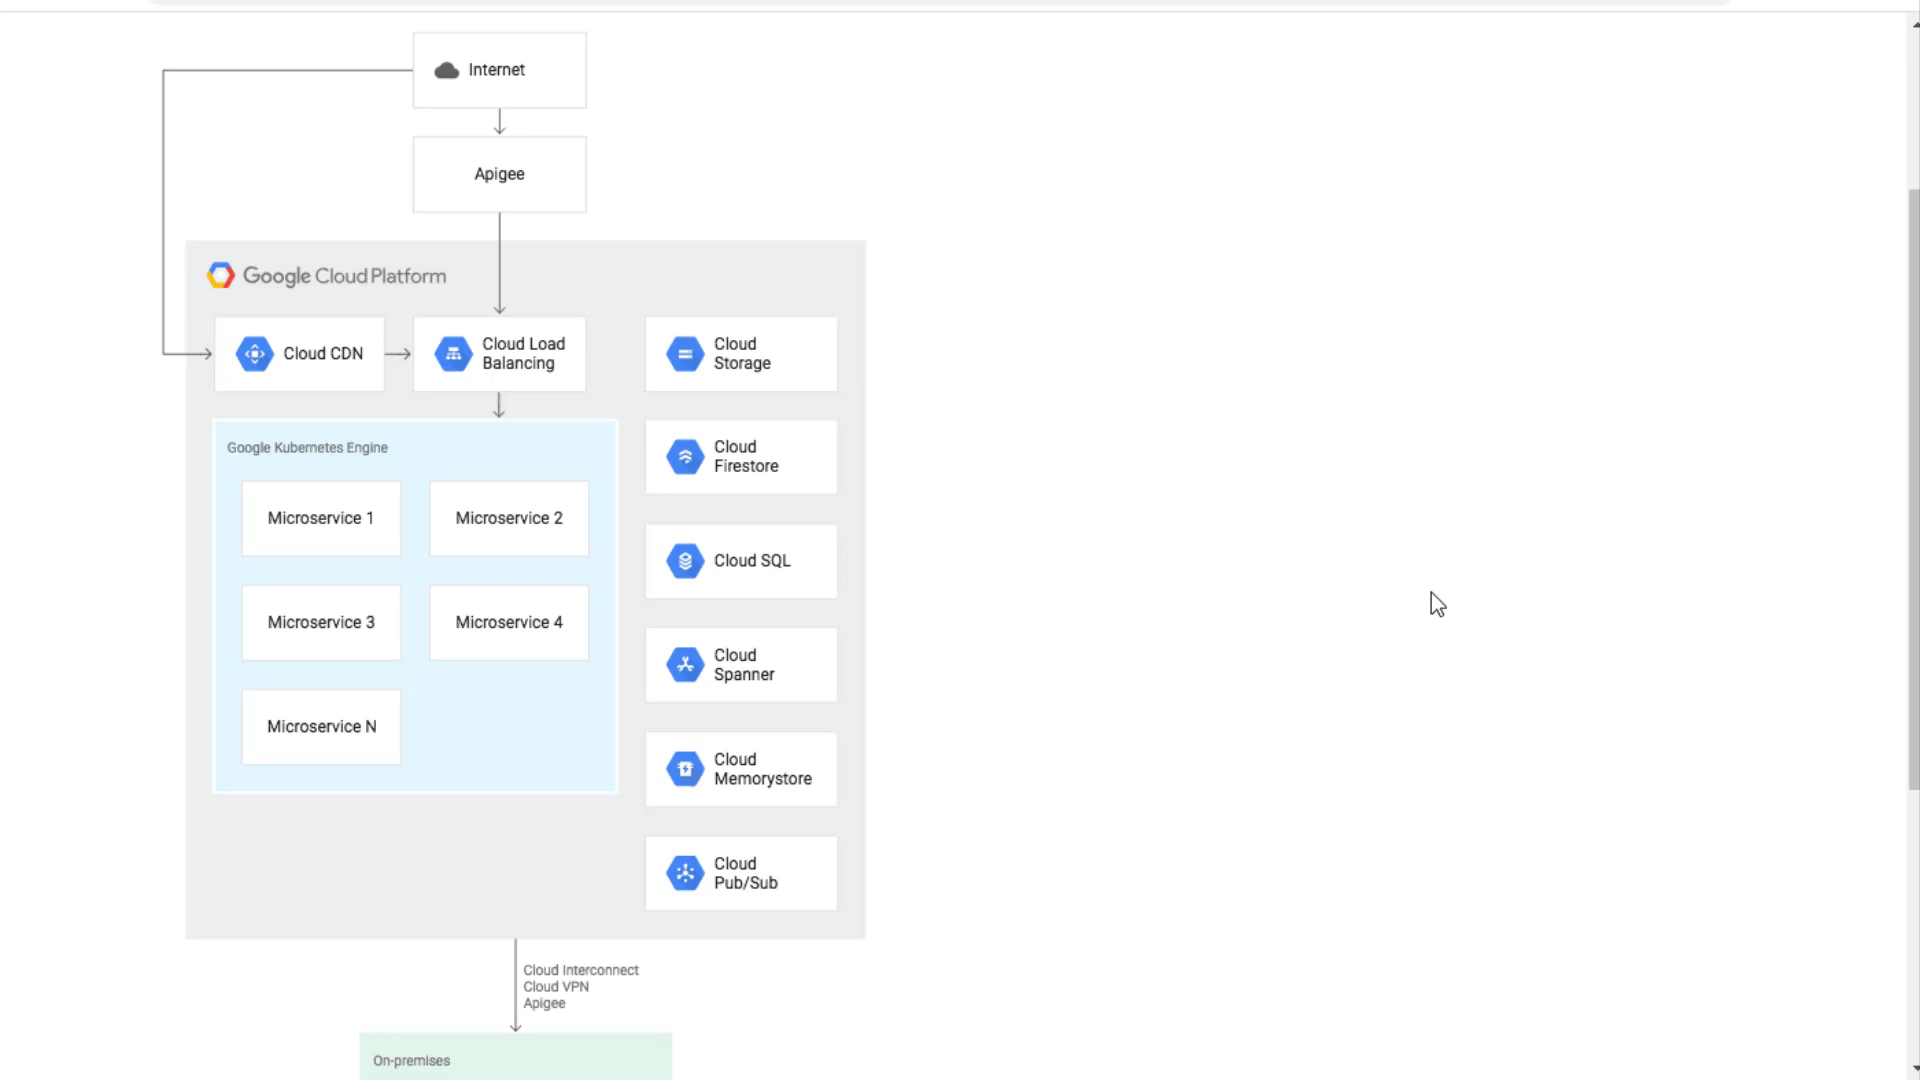 Internet
Apigee
Google Cloud Platform
Cloud CDN
Cloud Load
Balancing
Cloud
Storage
Google Kubernetes Engine
Microservice 1
Microservice 2
Microservice 3
Microservice 4
Microservice N
Cloud
Firestore
Cloud SQL
Cloud
Spanner
Cloud
Memorystore
Cloud
Pub/Sub
Cloud Interconnect
Cloud VPN
Apigee
On-premises